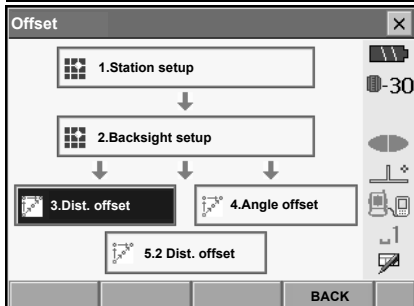 Offset
1.Station setup
-30
2.Backsight setup
3.Dist. offset
4.Angle offset
1
5.2 Dist. offset
BACK